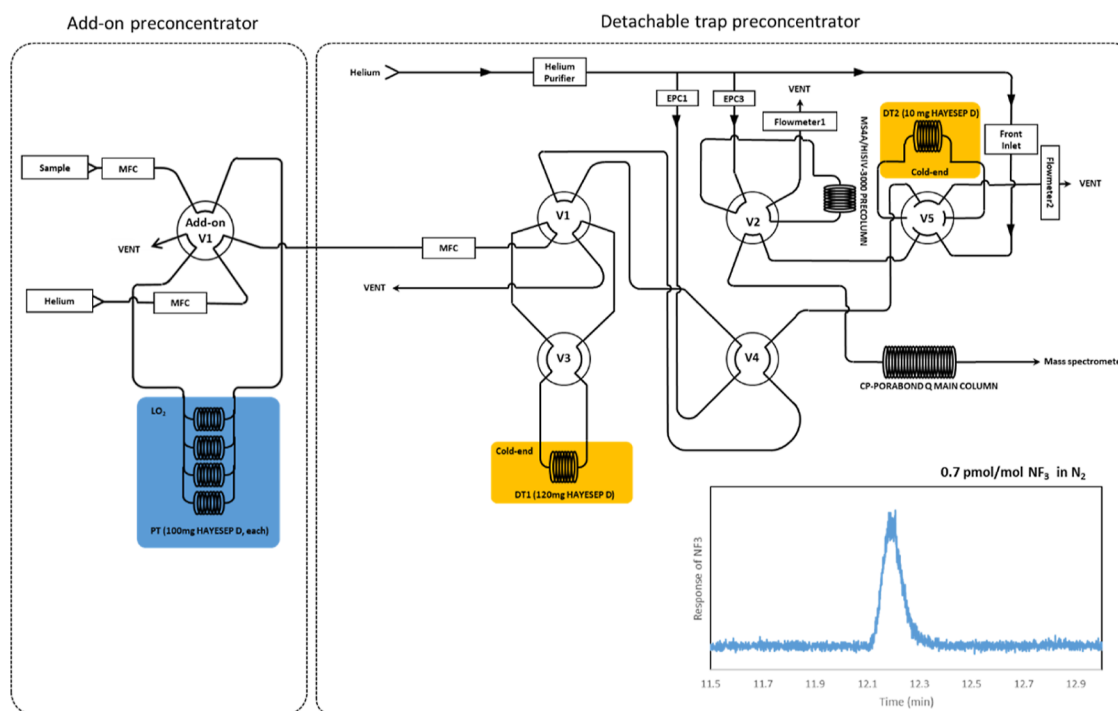 Add-on preconcentrator
Detachable trap preconcentrator
Helium
Helium
Purifier
VENT
EPC1
EPC3
Flowmeter1
MS4A/HISIV-3000 PRECOLUMN
DT2 (10 mg HAYESEP D)
Cold-end
Front
Inlet
Flowmeter2
VENT
Sample
MFC
Add-on
V1
VENT
Helium
MFC
MFC
V1
V2
V5
VENT
V3
V4
Mass spectromete
CP-PORABOND Q MAIN COLUMN
LO2
PT (100mg HAYESEP D, each)
Cold-end
DT1 (120mg HAYESEP D)
0.7 pmol/mol NF3 in N2
Response of NF3
11.5 11.7 11.9 12.1 12.3 12.5 12.7 12.9
Time (min)